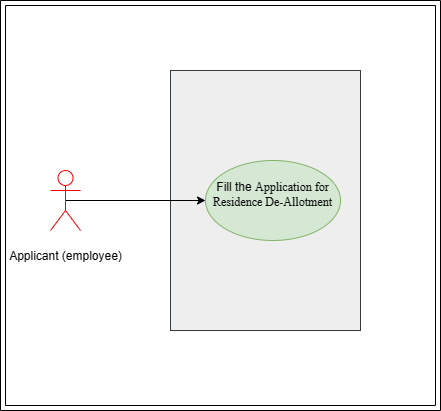 Fill the Application for
Residence De-Allotment
Applicant (employee)